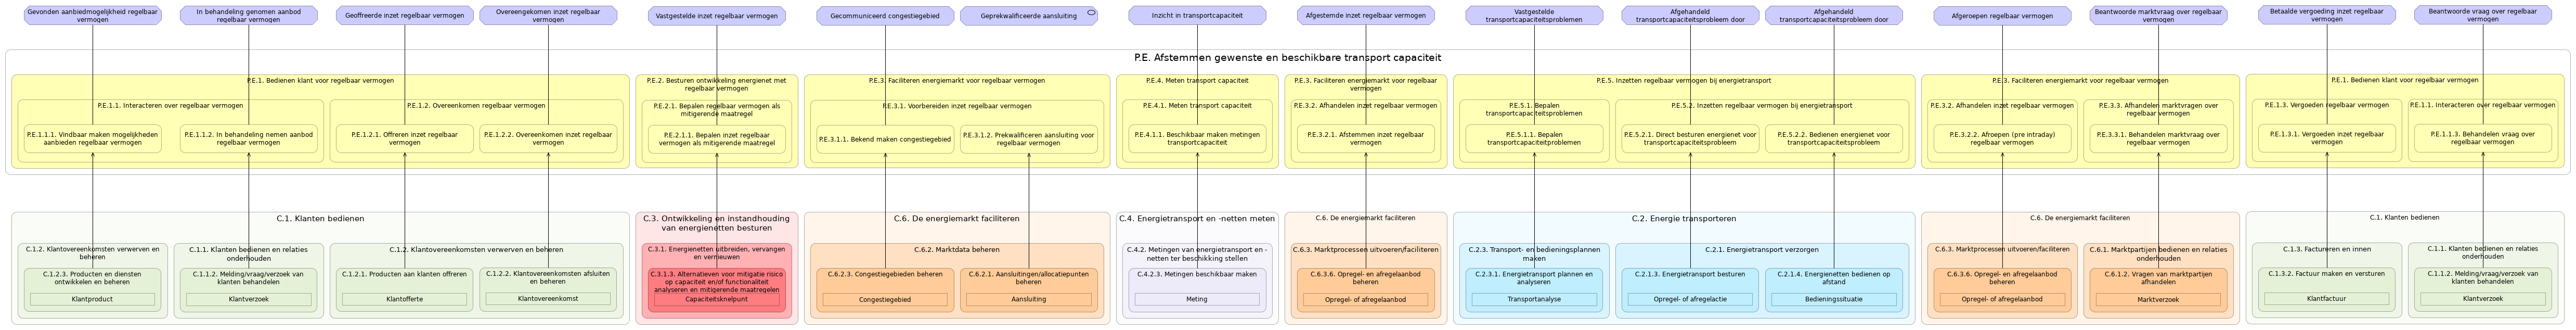 Gevonden aanbiedmogelijkheid regelbaar
vermogen
In behandeling genomen aanbod
regelbaar vermogen
Geoffreerde inzet regelbaar vermogen
Overeengekomen inzet regelbaar
vermogen
Vastgestelde inzet regelbaar vermogen
Gecommuniceerd congestiegebied
Geprekwalificeerde aansluiting
Inzicht in transportcapaciteit
Afgestemde inzet regelbaar vermogen
Vastgestelde
transportcapaciteitsproblemen
Afgehandeld
transportcapaciteitsprobleem door
Afgehandeld
transportcapaciteitsprobleem door
Afgeroepen regelbaar vermogen
Beantwoorde marktvraag over regelbaar
vermogen
Betaalde vergoeding inzet regelbaar
vermogen
Beantwoorde vraag over regelbaar
vermogen
P.E. Afstemmen gewenste en beschikbare transport capaciteit
P.E.1. Bedienen klant voor regelbaar vermogen
P.E.1.1. Interacteren over regelbaar vermogen
P.E.1.1.1. Vindbaar maken mogelijkheden
aanbieden regelbaar vermogen
P.E.1.1.2. In behandeling nemen aanbod
regelbaar vermogen
P.E.1.2. Overeenkomen regelbaar vermogen
P.E.1.2.1. Offreren inzet regelbaar
vermogen
P.E.1.2.2. Overeenkomen inzet regelbaar
vermogen
P.E.2. Besturen ontwikkeling energienet met
regelbaar vermogen
P.E.2.1. Bepalen regelbaar vermogen als
mitigerende maatregel
P.E.2.1.1. Bepalen inzet regelbaar
vermogen als mitigerende maatregel
P.E.3. Faciliteren energiemarkt voor regelbaar vermogen
P.E.3.1. Voorbereiden inzet regelbaar vermogen
P.E.3.1.1. Bekend maken congestiegebied
P.E.3.1.2. Prekwalificeren aansluiting voor
regelbaar vermogen
P.E.4. Meten transport capaciteit
P.E.4.1. Meten transport capaciteit
P.E.4.1.1. Beschikbaar maken metingen
transportcapaciteit
P.E.3. Faciliteren energiemarkt voor regelbaar
vermogen
P.E.3.2. Afhandelen inzet regelbaar vermogen
P.E.3.2.1. Afstemmen inzet regelbaar
vermogen
P.E.5. Inzetten regelbaar vermogen bij energietransport
P.E.5.1. Bepalen
transportcapaciteitsproblemen
P.E.5.1.1. Bepalen
transportcapaciteitproblemen
P.E.5.2. Inzetten regelbaar vermogen bij energietransport
P.E.5.2.1. Direct besturen energienet voor
transportcapaciteitsprobleem
P.E.5.2.2. Bedienen energienet voor
transportcapaciteitsprobleem
P.E.3. Faciliteren energiemarkt voor regelbaar vermogen
P.E.3.2. Afhandelen inzet regelbaar vermogen
P.E.3.2.2. Afroepen (pre intraday)
regelbaar vermogen
P.E.3.3. Afhandelen marktvragen over
regelbaar vermogen
P.E.3.3.1. Behandelen marktvraag over
regelbaar vermogen
P.E.1. Bedienen klant voor regelbaar vermogen
P.E.1.3. Vergoeden regelbaar vermogen
P.E.1.3.1. Vergoeden inzet regelbaar
vermogen
P.E.1.1. Interacteren over regelbaar vermogen
P.E.1.1.3. Behandelen vraag over
regelbaar vermogen
C.1. Klanten bedienen
C.1.2. Klantovereenkomsten verwerven en
beheren
C.1.2.3. Producten en diensten
ontwikkelen en beheren
Klantproduct
C.1.1. Klanten bedienen en relaties
onderhouden
C.1.1.2. Melding/vraag/verzoek van
klanten behandelen
Klantverzoek
C.1.2. Klantovereenkomsten verwerven en beheren
C.1.2.1. Producten aan klanten offreren
Klantofferte
C.1.2.2. Klantovereenkomsten afsluiten
en beheren
Klantovereenkomst
C.3. Ontwikkeling en instandhouding
van energienetten besturen
C.3.1. Energienetten uitbreiden, vervangen
en vernieuwen
C.3.1.3. Alternatieven voor mitigatie risico
op capaciteit en/of functionaliteit
analyseren en mitigerende maatregelen
Capaciteitsknelpunt
C.6. De energiemarkt faciliteren
C.6.2. Marktdata beheren
C.6.2.3. Congestiegebieden beheren
Congestiegebied
C.6.2.1. Aansluitingen/allocatiepunten
beheren
Aansluiting
C.4. Energietransport en -netten meten
C.4.2. Metingen van energietransport en -
netten ter beschikking stellen
C.4.2.3. Metingen beschikbaar maken
Meting
C.6. De energiemarkt faciliteren
C.6.3. Marktprocessen uitvoeren/faciliteren
C.6.3.6. Opregel- en afregelaanbod
beheren
Opregel- of afregelaanbod
C.2. Energie transporteren
C.2.3. Transport- en bedieningsplannen
maken
C.2.3.1. Energietransport plannen en
analyseren
Transportanalyse
C.2.1. Energietransport verzorgen
C.2.1.3. Energietransport besturen
Opregel- of afregelactie
C.2.1.4. Energienetten bedienen op
afstand
Bedieningssituatie
C.6. De energiemarkt faciliteren
C.6.3. Marktprocessen uitvoeren/faciliteren
C.6.3.6. Opregel- en afregelaanbod
beheren
Opregel- of afregelaanbod
C.6.1. Marktpartijen bedienen en relaties
onderhouden
C.6.1.2. Vragen van marktpartijen
afhandelen
Marktverzoek
C.1. Klanten bedienen
C.1.3. Factureren en innen
C.1.3.2. Factuur maken en versturen
Klantfactuur
C.1.1. Klanten bedienen en relaties
onderhouden
C.1.1.2. Melding/vraag/verzoek van
klanten behandelen
Klantverzoek